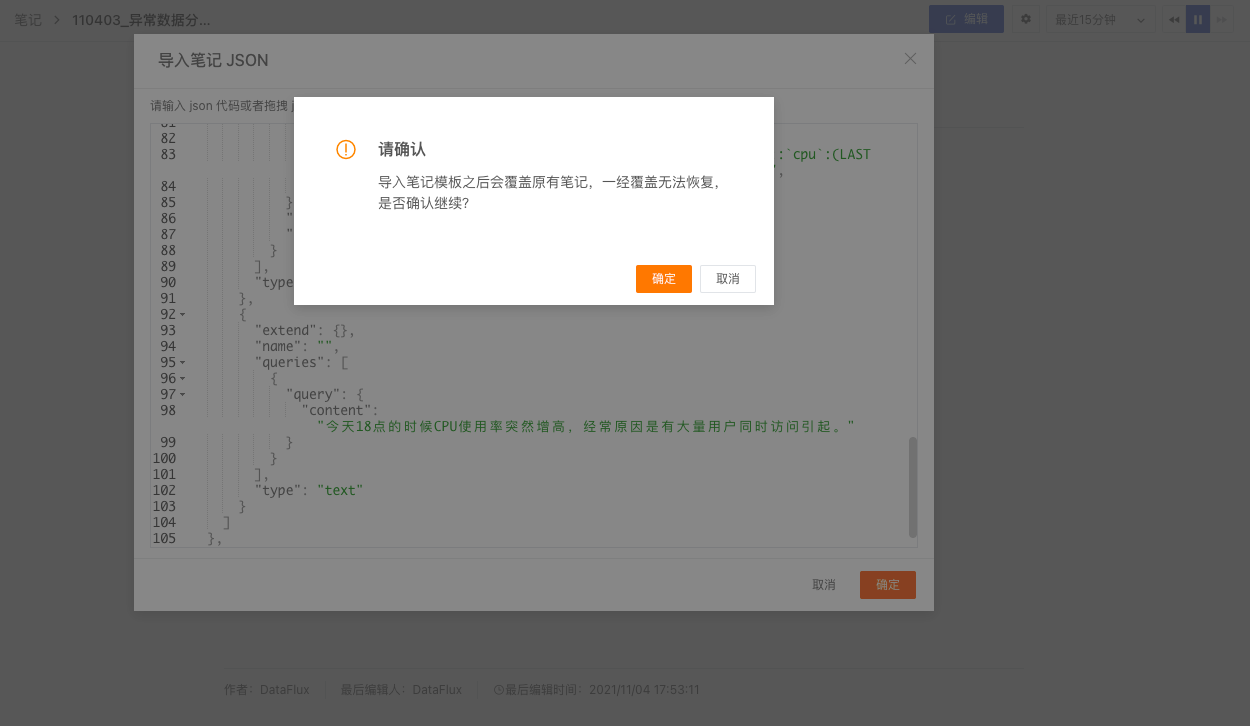 笔记 > 110403_异常数据分...
编辑
最近15分钟
导入笔记 JSON
请输入 json 代码或者拖拽 j
请确认
导入笔记模板之后会覆盖原有笔记，一经覆盖无法恢复，
是否确认继续？
确定 取消
81
82
83 :`cpu`:(LAST
",
84
85 }
86 "
87 "
88 }
89 ],
90 "type
91 },
92 {
93 "extend": {},
94 "name": "",
95 "queries": [
96 {
97 "query": {
98 "content":
"今天18点的时候CPU使用率突然增高，经常原因是有大量用户同时访问引起。"
99 }
100 }
101 ],
102 "type": "text"
103 }
104 ]
105 },
取消 确定
作者：DataFlux | 最后编辑人：DataFlux | 最后编辑时间：2021/11/04 17:53:11